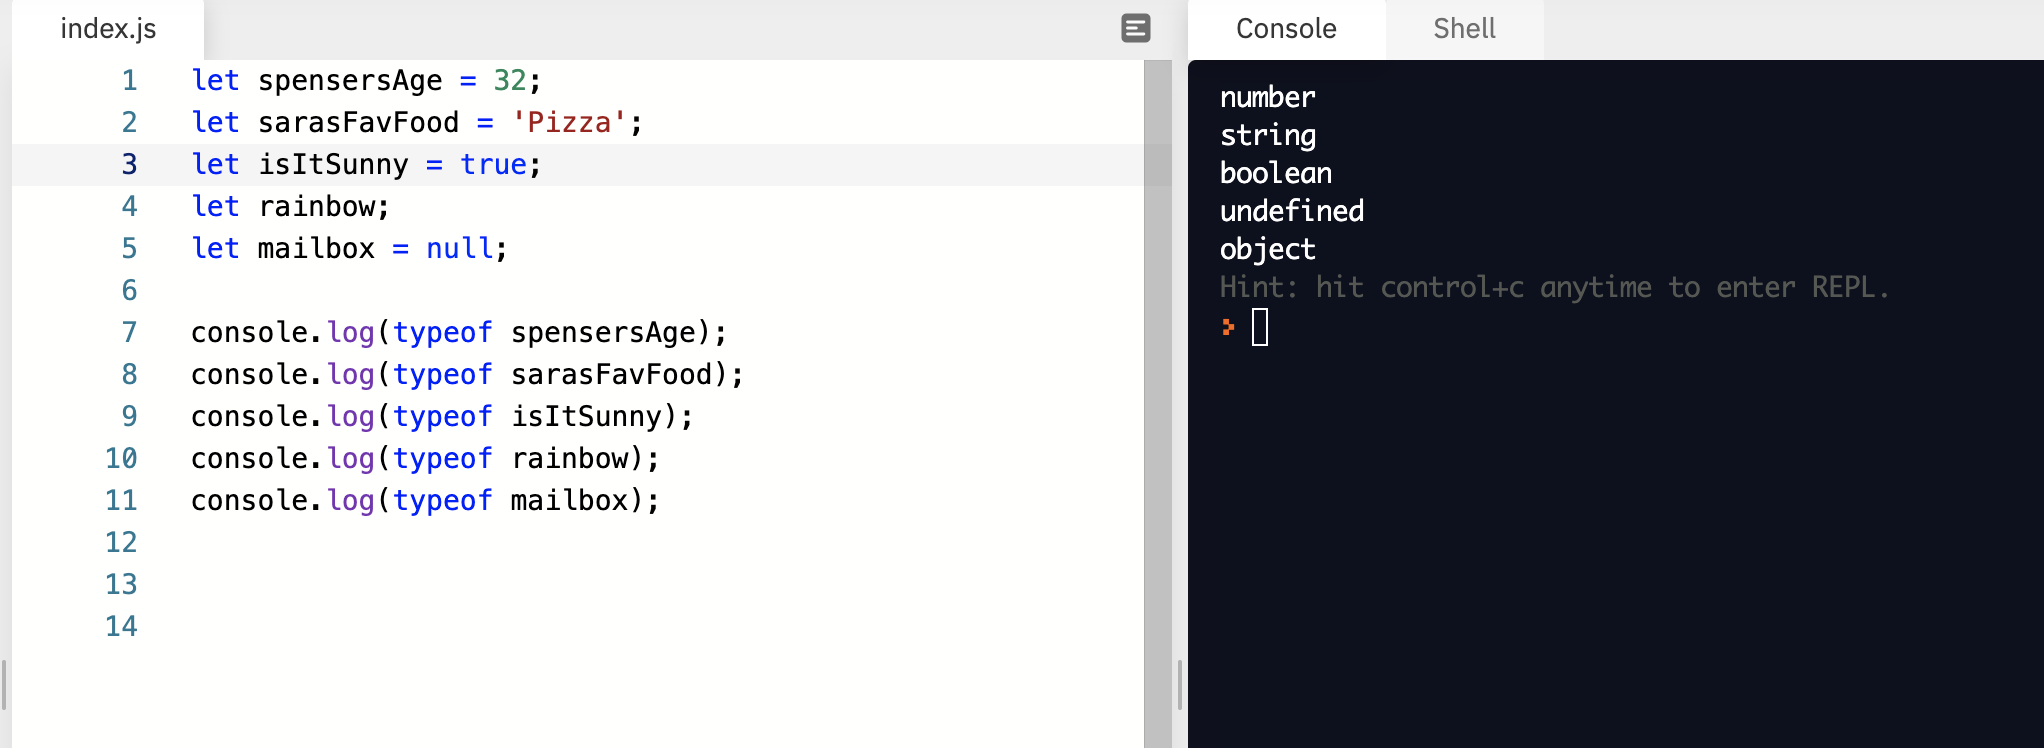 index.js
1 let spensersAge = 32;
2 let sarasFavFood = 'Pizza';
3 let isItSunny = true;
4 let rainbow;
5 let mailbox = null;
6
7 console.log(typeof spensersAge);
8 console.log(typeof sarasFavFood);
9 console.log(typeof isItSunny);
10 console.log(typeof rainbow);
11 console.log(typeof mailbox);
12
13
14
Console Shell
number
string
boolean
undefined
object
Hint: hit control+c anytime to enter REPL.